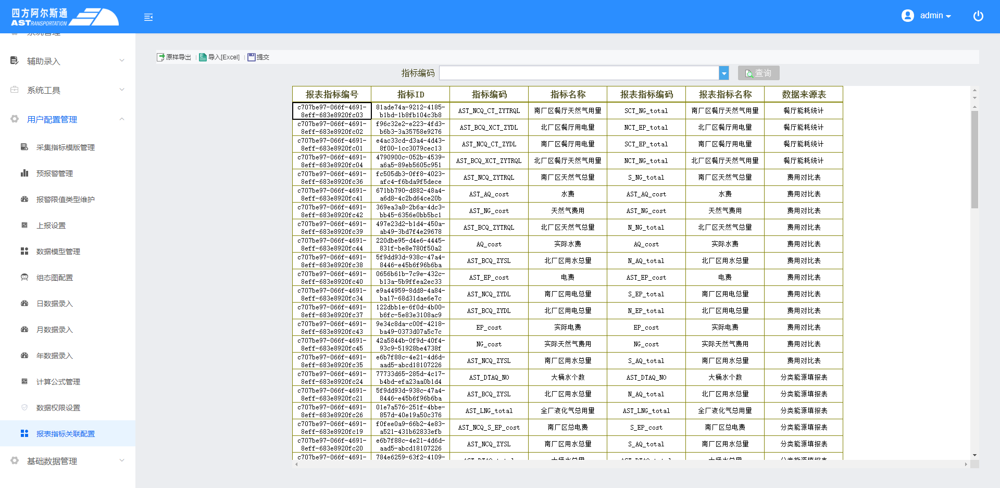 四方阿尔斯通
ASTRANSPORTATION
admin
系统管理
辅助录入
系统工具
用户配置管理
采集指标模版管理
预报警管理
报警限值类型维护
上报设置
数据模型管理
组态图配置
日数据录入
月数据录入
年数据录入
计算公式管理
数据权限设置
报表指标关联配置
基础数据管理
原样导出 导入[Excel] 提交
指标编码 查询
报表指标编号 指标ID 指标编码 指标名称 报表指标编码 报表指标名称 数据来源表
c707be97-066f-4691-8eff-683e8920fc03 81ade74a-9212-4185-b1bd-1b8fb104c3b8 AST_NCQ_CT_ZYTRQL 南厂区餐厅天然气用量 SCT_NG_total 南厂区餐厅天然气用量 餐厅能耗统计
c707be97-066f-4691-8eff-683e8920fc02 f96c32e2-e223-4fd3-b6b3-3a35758e9276 AST_BCQ_XCT_ZYDL 北厂区餐厅用电量 NCT_EP_total 北厂区餐厅用电量 餐厅能耗统计
c707be97-066f-4691-8eff-683e8920fc01 e4ac33cd-d3a4-4d43-8f00-1cc3079cec13 AST_NCQ_CT_ZYDL 南厂区餐厅用电量 SCT_EP_total 南厂区餐厅用电量 餐厅能耗统计
c707be97-066f-4691-8eff-683e8920fc04 4790900c-052b-4539-a6a5-89eb5605c951 AST_BCQ_XCT_ZYTRQL 北厂区餐厅天然气用量 NCT_NG_total 北厂区餐厅天然气用量 餐厅能耗统计
c707be97-066f-4691-8eff-683e8920fc36 fc505db3-0ff8-4023-afc4-f6bda9f5dece AST_NCQ_ZYTRQL 南厂区天然气总量 S_NG_total 南厂区天然气总量 费用对比表
c707be97-066f-4691-8eff-683e8920fc41 671bb790-d882-48a4-a6d8-4c2bd64ce20b AST_AQ_cost 水费 AST_AQ_cost 水费 费用对比表
c707be97-066f-4691-8eff-683e8920fc42 369ea3a8-2b6a-4dc3-bb45-6356e0bb5bc1 AST_NG_cost 天然气费用 AST_NG_cost 天然气费用 费用对比表
c707be97-066f-4691-8eff-683e8920fc39 497e23d2-b1d4-450a-ab49-3bd7f4e29678 AST_BCQ_ZYTRQL 北厂区天然气总量 N_NG_total 北厂区天然气总量 费用对比表
c707be97-066f-4691-8eff-683e8920fc44 220dbe95-d4e6-4445-831f-be8e780f50a2 AQ_cost 实际水费 AQ_cost 实际水费 费用对比表
c707be97-066f-4691-8eff-683e8920fc38 5f9dd93d-938c-47a4-8446-e45b6f96b6ba AST_BCQ_ZYSL 北厂区用水总量 N_AQ_total 北厂区用水总量 费用对比表
c707be97-066f-4691-8eff-683e8920fc40 0656b61b-7c9e-432c-b13a-5b9ffea2ec33 AST_EP_cost 电费 AST_EP_cost 电费 费用对比表
c707be97-066f-4691-8eff-683e8920fc34 e9a44959-8dd8-4a84-ba17-68d31dae6e7c AST_NCQ_ZYDL 南厂区用电总量 S_EP_total 南厂区用电总量 费用对比表
c707be97-066f-4691-8eff-683e8920fc37 122dbb1e-6f0d-4b00-b6fc-5e83e3108ac9 AST_BCQ_ZYDL 北厂区用电总量 N_EP_total 北厂区用电总量 费用对比表
c707be97-066f-4691-8eff-683e8920fc43 9e34c8da-c00f-4218-ba49-0373d07a5c7c EP_cost 实际电费 EP_cost 实际电费 费用对比表
c707be97-066f-4691-8eff-683e8920fc45 42a5844b-0f9d-40f4-93c9-51928be4738f NG_cost 实际天然气费用 NG_cost 实际天然气费用 费用对比表
c707be97-066f-4691-8eff-683e8920fc35 e6b7f88c-4e21-4d6d-aad5-abcd18107226 AST_NCQ_ZYSL 南厂区用水总量 S_AQ_total 南厂区用水总量 费用对比表
c707be97-066f-4691-8eff-683e8920fc24 77733d65-285d-4c17-b4bd-efa23aa0b1d4 AST_DTAQ_NO 大桶水个数 AST_DTAQ_NO 大桶水个数 分类能源填报表
c707be97-066f-4691-8eff-683e8920fc21 5f9dd93d-938c-47a4-8446-e45b6f96b6ba AST_BCQ_ZYSL 北厂区用水总量 N_AQ_total 北厂区用水总量 分类能源填报表
c707be97-066f-4691-8eff-683e8920fc26 01e7a576-251f-4bbe-857d-40e19a50c376 AST_LNG_total 全厂液化气总用量 AST_LNG_total 全厂液化气总用量 分类能源填报表
c707be97-066f-4691-8eff-683e8920fc19 f0fee0a9-66b2-4e83-a521-431b62833efb AST_NCQ_S_EP_cost 南厂区总电费 S_EP_cost 南厂区总电费 分类能源填报表
c707be97-066f-4691-8eff-683e8920fc20 e6b7f88c-4e21-4d6d-aad5-abcd18107226 AST_NCQ_ZYSL 南厂区用水总量 S_AQ_total 南厂区用水总量 分类能源填报表
c707be97-066f-4691- 784e6259-63f2-4109- AST_DTAQ_total 大桶水总量 AST_DTAQ_total 大桶水总量 分类能源填报表